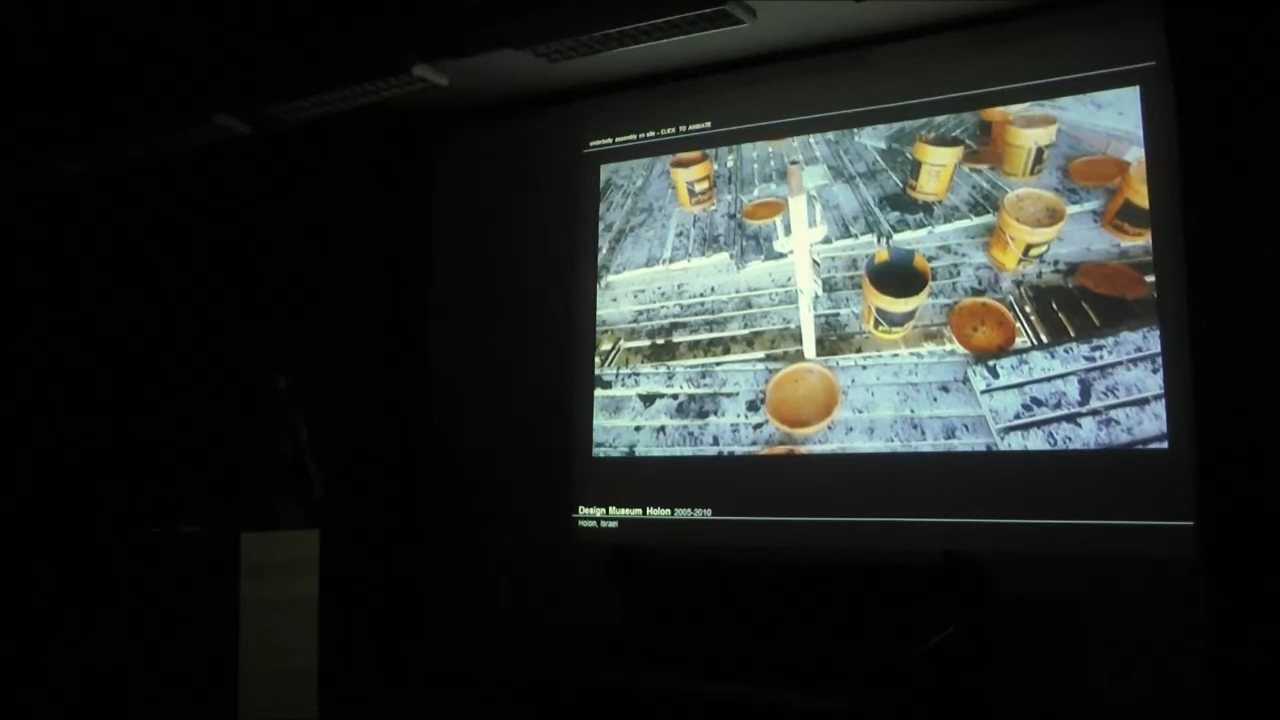 underbelly assembly on site - CLICK TO ANIMATE
Design Museum Holon 2005-2010
Holon, Israel